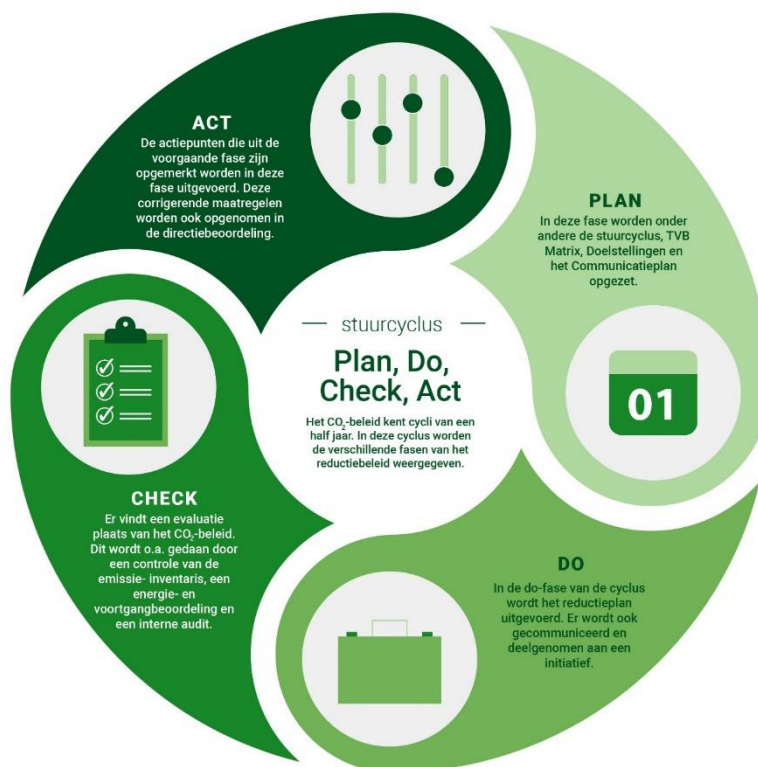 ACT
De actiepunten die uit de
voorgaande fase zijn
opgemerkt worden in deze
fase uitgevoerd. Deze
corrigerende maatregelen
worden ook opgenomen in
de directiebeoordeling.
PLAN
In deze fase worden onder
andere de stuurcyclus, TVB
Matrix, Doelstellingen en
het Communicatieplan
opgezet.
01
stuurcyclus
Plan, Do,
Check, Act
Het CO₂-beleid kent cycli van een
half jaar. In deze cyclus worden
de verschillende fasen van het
reductiebeleid weergegeven.
CHECK
Er vindt een evaluatie
plaats van het CO₂-beleid.
Dit wordt o.a. gedaan door
een controle van de
emissie- inventaris, een
energie- en
voortgangbeoordeling en
een interne audit.
DO
In de do-fase van de cyclus
wordt het reductieplan
uitgevoerd. Er wordt ook
gecommuniceerd en
deelgenomen aan een
initiatief.